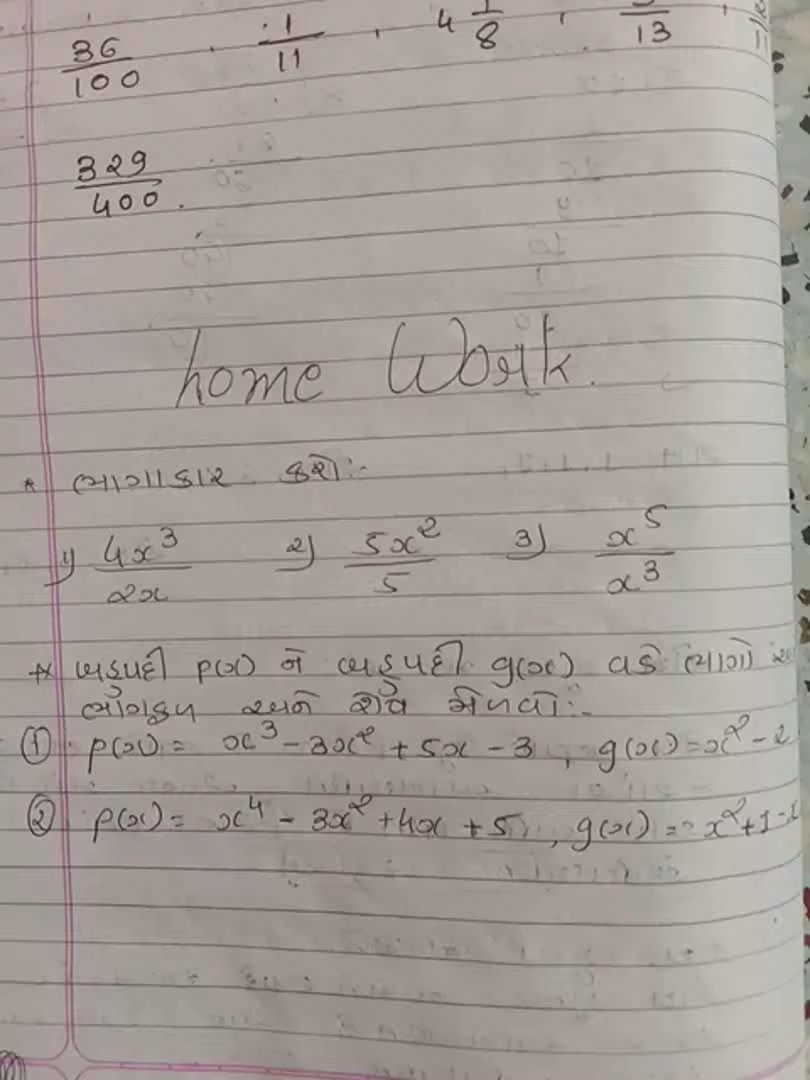 36/100 , 1/11 , 4 1/8 , /13 ,
329/400 .
home Work.
* ભાગાકાર કરો :-
1) 4x³/2x 2) 5x²/5 3) x⁵/x³
* બહુપદી p(x) ને બહુપદી g(x) વડે ભાગો
ભાગફળ અને શેષ મેળવો :-
① p(x) = x³ - 3x² + 5x - 3 , g(x) = x² - 2
② p(x) = x⁴ - 3x² + 4x + 5 , g(x) = x² + 1 - x